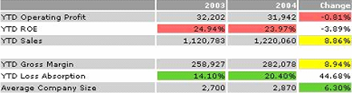 2003 2004 Change
YTD Operating Profit 32,202 31,942 -0.81%
YTD ROE 24.94% 23.97% -3.89%
YTD Sales 1,120,783 1,220,060 8.86%
YTD Gross Margin 258,927 282,078 8.94%
YTD Loss Absorption 14.10% 20.40% 44.68%
Average Company Size 2,700 2,870 6.30%